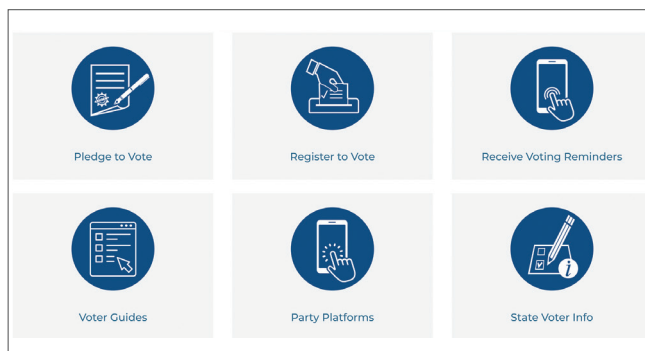 Pledge to Vote
Register to Vote
Receive Voting Reminders
Voter Guides
Party Platforms
State Voter Info